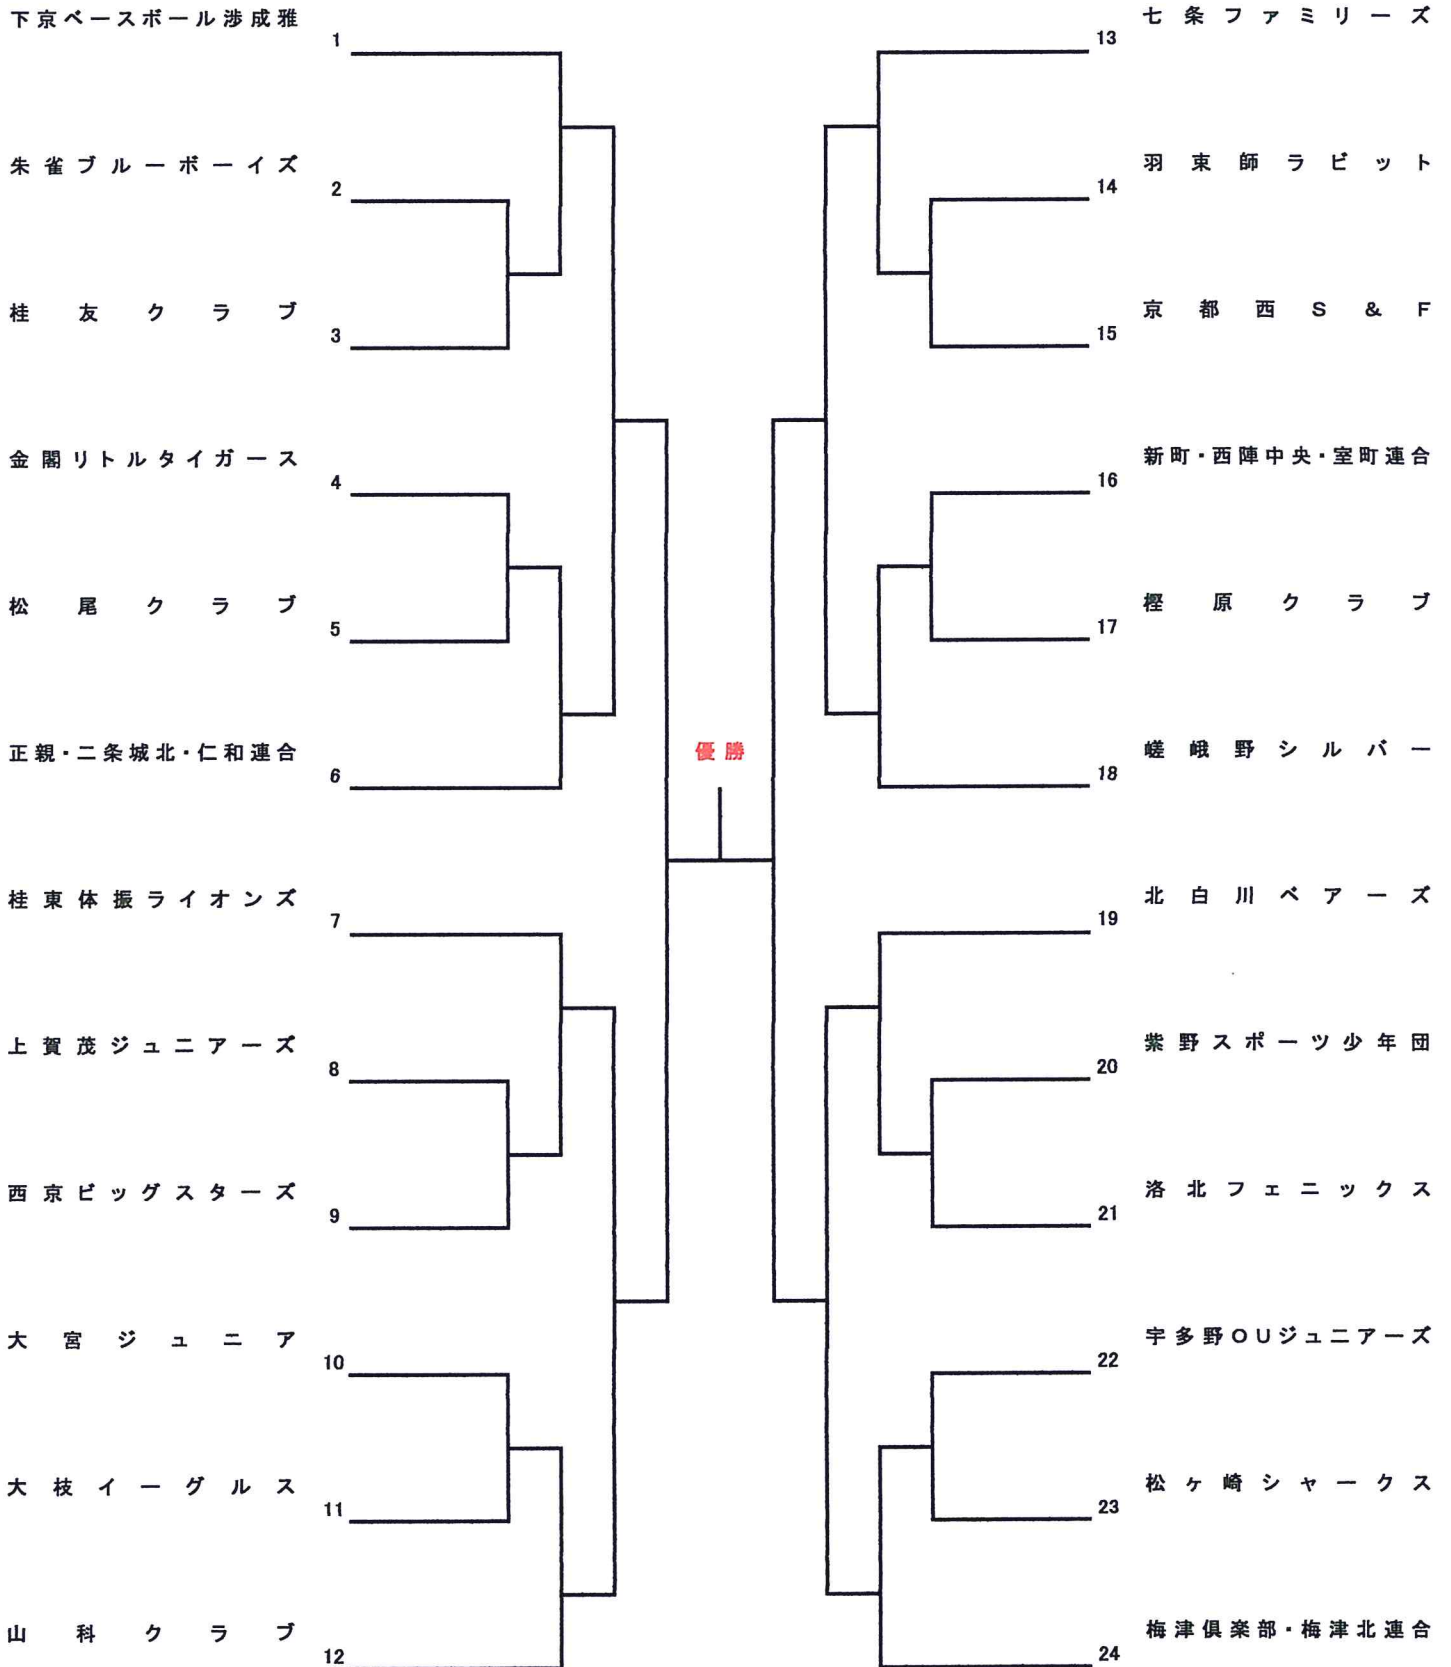 下京ベースボール渉成雅
1
朱雀ブルーボーイズ
2
桂友クラブ
3
金閣リトルタイガース
4
松尾クラブ
5
正親・二条城北・仁和連合
6
桂東体振ライオンズ
7
上賀茂ジュニアーズ
8
西京ビッグスターズ
9
大宮ジュニア
10
大枝イーグルス
11
山科クラブ
12
優勝
七条ファミリーズ
13
羽束師ラビット
14
京都西S&F
15
新町・西陣中央・室町連合
16
樫原クラブ
17
嵯峨野シルバー
18
北白川ベアーズ
19
紫野スポーツ少年団
20
洛北フェニックス
21
宇多野OUジュニアーズ
22
松ヶ崎シャークス
23
梅津倶楽部・梅津北連合
24